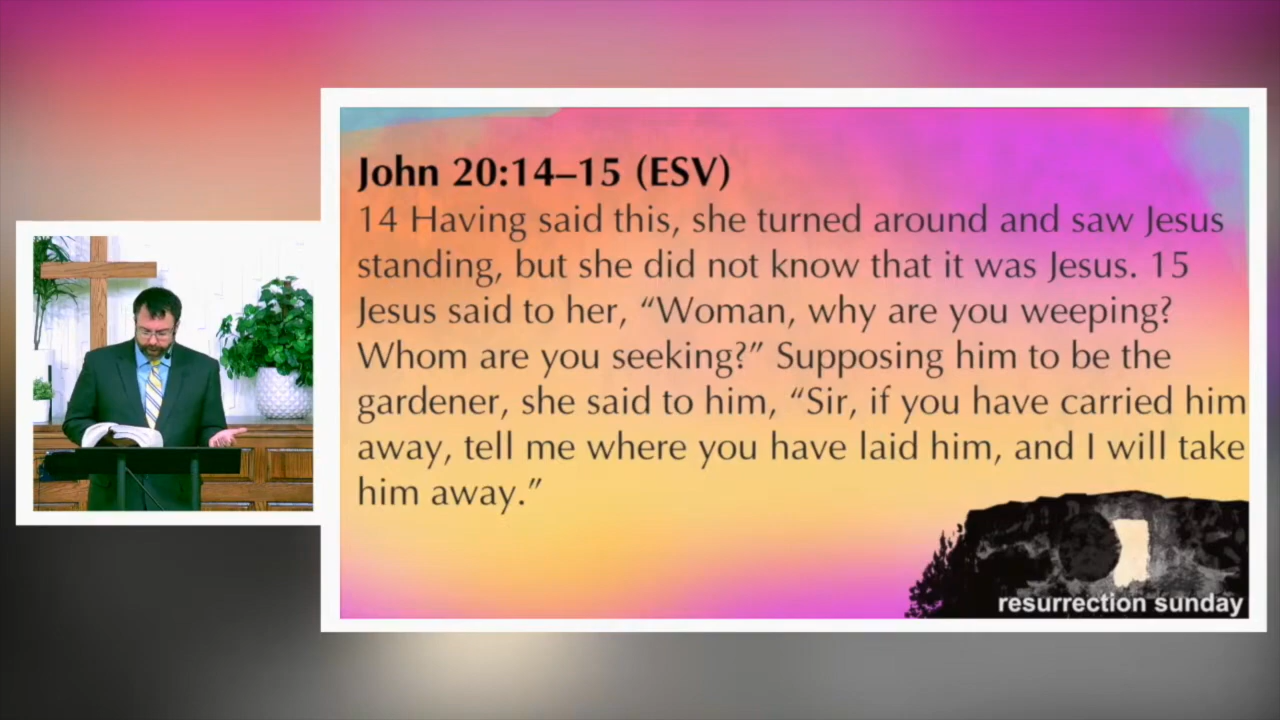 John 20:14–15 (ESV)
14 Having said this, she turned around and saw Jesus
standing, but she did not know that it was Jesus. 15
Jesus said to her, “Woman, why are you weeping?
Whom are you seeking?” Supposing him to be the
gardener, she said to him, “Sir, if you have carried him
away, tell me where you have laid him, and I will take
him away.”
resurrection sunday